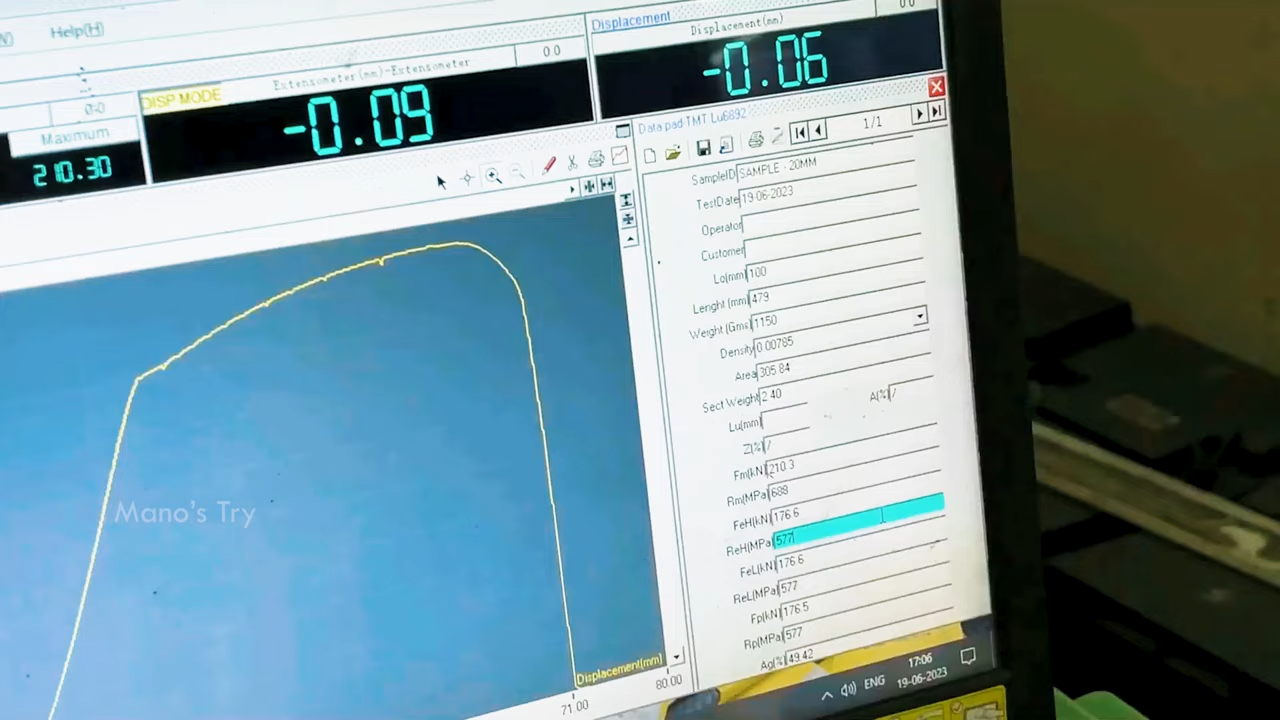 Help(H)
Displacement
Displacement(mm)
0.0
-0.06
Extensometer(mm)-Extensometer
0.0
DISP MODE
-0.09
0.0
Maximum
210.30
Data pad TMT Lu6892
1/1
SampleID SAMPLE - 20MM
TestDate 19-06-2023
Operator
Customer
Lo(mm) 100
Lenght (mm) 479
Weight (Gms) 1150
Density 0.00785
Area 305.84
Sect Weight 2.40
Lu(mm)
A(%) /
Z(%) /
Fm(kN) 210.3
Rm(MPa) 688
FeH(kN) 176.6
ReH(MPa) 577
FeL(kN) 176.6
ReL(MPa) 577
Fp(kN) 176.5
Rp(MPa) 577
Ag(%) 49.42
Mano's Try
Displacement(mm)
71.00
80.00
ENG
17:06
19-06-2023